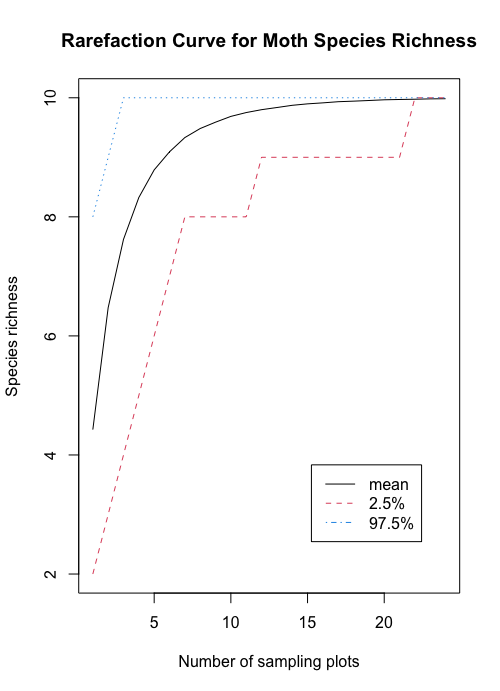 Rarefaction Curve for Moth Species Richness
Species richness
10
8
6
4
2
mean
2.5%
97.5%
5 10 15 20
Number of sampling plots